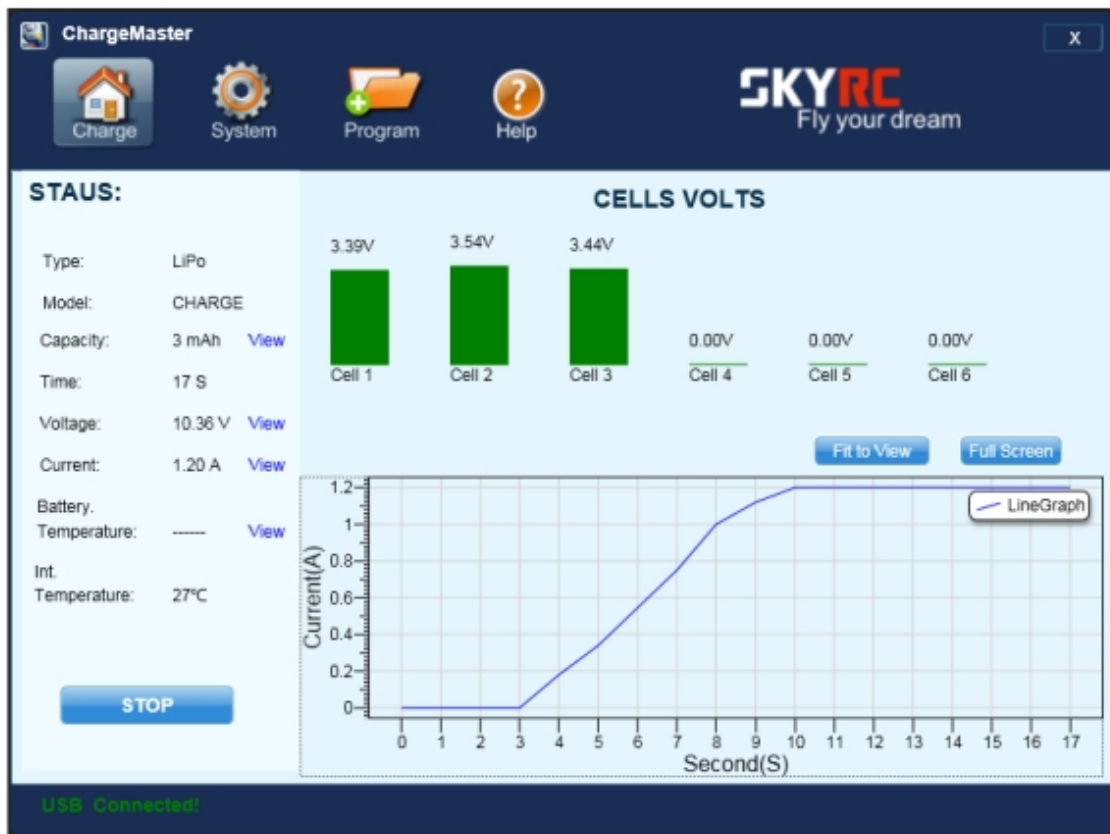 ChargeMaster
X
Charge System Program Help
SKYRC
Fly your dream
STAUS:
Type: LiPo
Model: CHARGE
Capacity: 3 mAh View
Time: 17 S
Voltage: 10.36 V View
Current: 1.20 A View
Battery.
Temperature: ------ View
Int.
Temperature: 27℃
STOP
CELLS VOLTS
3.39V 3.54V 3.44V 0.00V 0.00V 0.00V
Cell 1 Cell 2 Cell 3 Cell 4 Cell 5 Cell 6
Fit to View Full Screen
LineGraph
Current(A)
1.2
1
0.8
0.6
0.4
0.2
0
0 1 2 3 4 5 6 7 8 9 10 11 12 13 14 15 16 17
Second(S)
USB Connected!